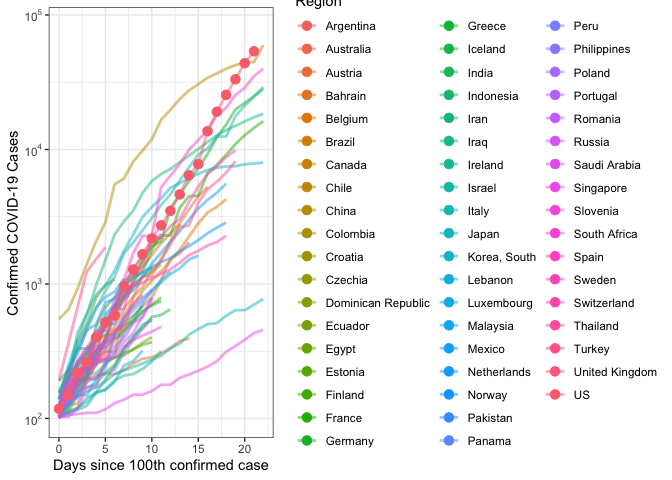 Region
10^5
10^4
10^3
10^2
Confirmed COVID-19 Cases
0 5 10 15 20
Days since 100th confirmed case
Argentina
Australia
Austria
Bahrain
Belgium
Brazil
Canada
Chile
China
Colombia
Croatia
Czechia
Dominican Republic
Ecuador
Egypt
Estonia
Finland
France
Germany
Greece
Iceland
India
Indonesia
Iran
Iraq
Ireland
Israel
Italy
Japan
Korea, South
Lebanon
Luxembourg
Malaysia
Mexico
Netherlands
Norway
Pakistan
Panama
Peru
Philippines
Poland
Portugal
Romania
Russia
Saudi Arabia
Singapore
Slovenia
South Africa
Spain
Sweden
Switzerland
Thailand
Turkey
United Kingdom
US